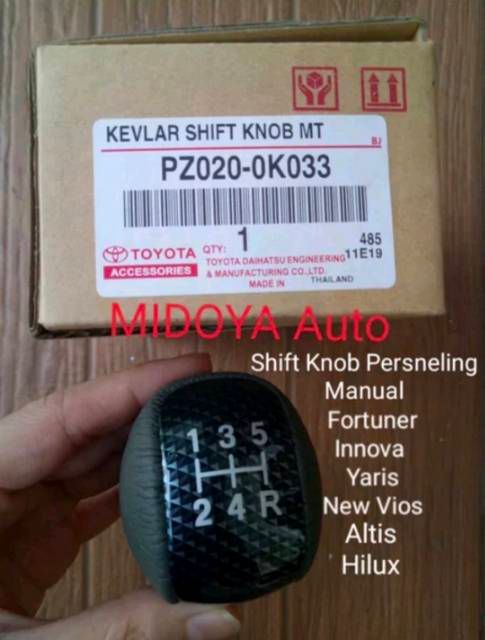 KEVLAR SHIFT KNOB MT
BJ
PZ020-0K033
QTY: 1
485
11E19
TOYOTA
ACCESSORIES
TOYOTA DAIHATSU ENGINEERING
& MANUFACTURING CO.,LTD.
MADE IN THAILAND
MIDOYA Auto
Shift Knob Persneling
Manual
Fortuner
Innova
Yaris
New Vios
Altis
Hilux
1 3 5
2 4 R